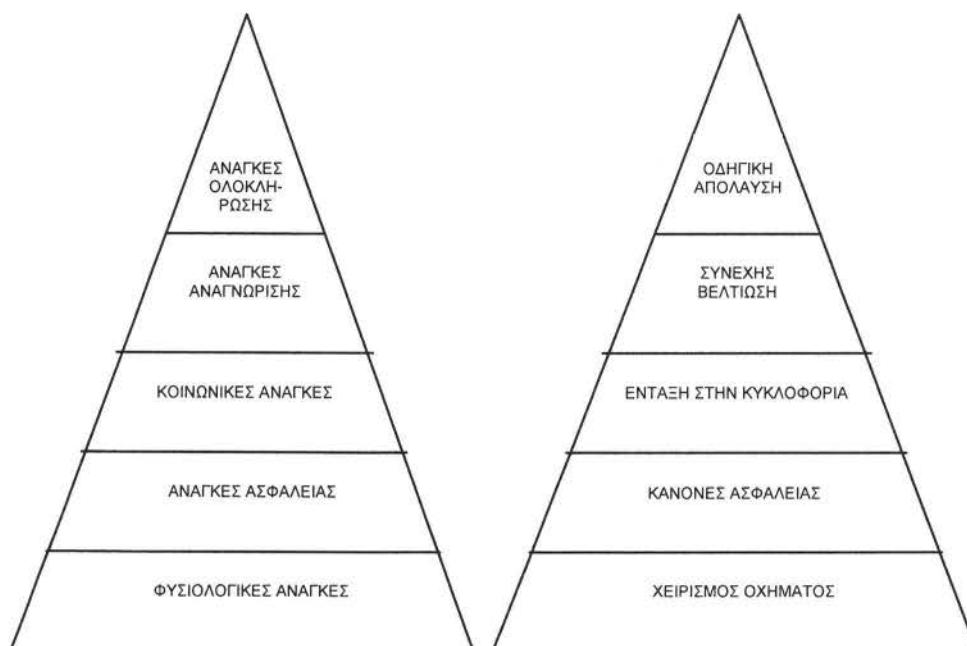 ΑΝΑΓΚΕΣ
ΟΛΟΚΛΗ-
ΡΩΣΗΣ
ΑΝΑΓΚΕΣ
ΑΝΑΓΝΩΡΙΣΗΣ
ΚΟΙΝΩΝΙΚΕΣ ΑΝΑΓΚΕΣ
ΑΝΑΓΚΕΣ ΑΣΦΑΛΕΙΑΣ
ΦΥΣΙΟΛΟΓΙΚΕΣ ΑΝΑΓΚΕΣ
ΟΔΗΓΙΚΗ
ΑΠΟΛΑΥΣΗ
ΣΥΝΕΧΗΣ
ΒΕΛΤΙΩΣΗ
ΕΝΤΑΞΗ ΣΤΗΝ ΚΥΚΛΟΦΟΡΙΑ
ΚΑΝΟΝΕΣ ΑΣΦΑΛΕΙΑΣ
ΧΕΙΡΙΣΜΟΣ ΟΧΗΜΑΤΟΣ